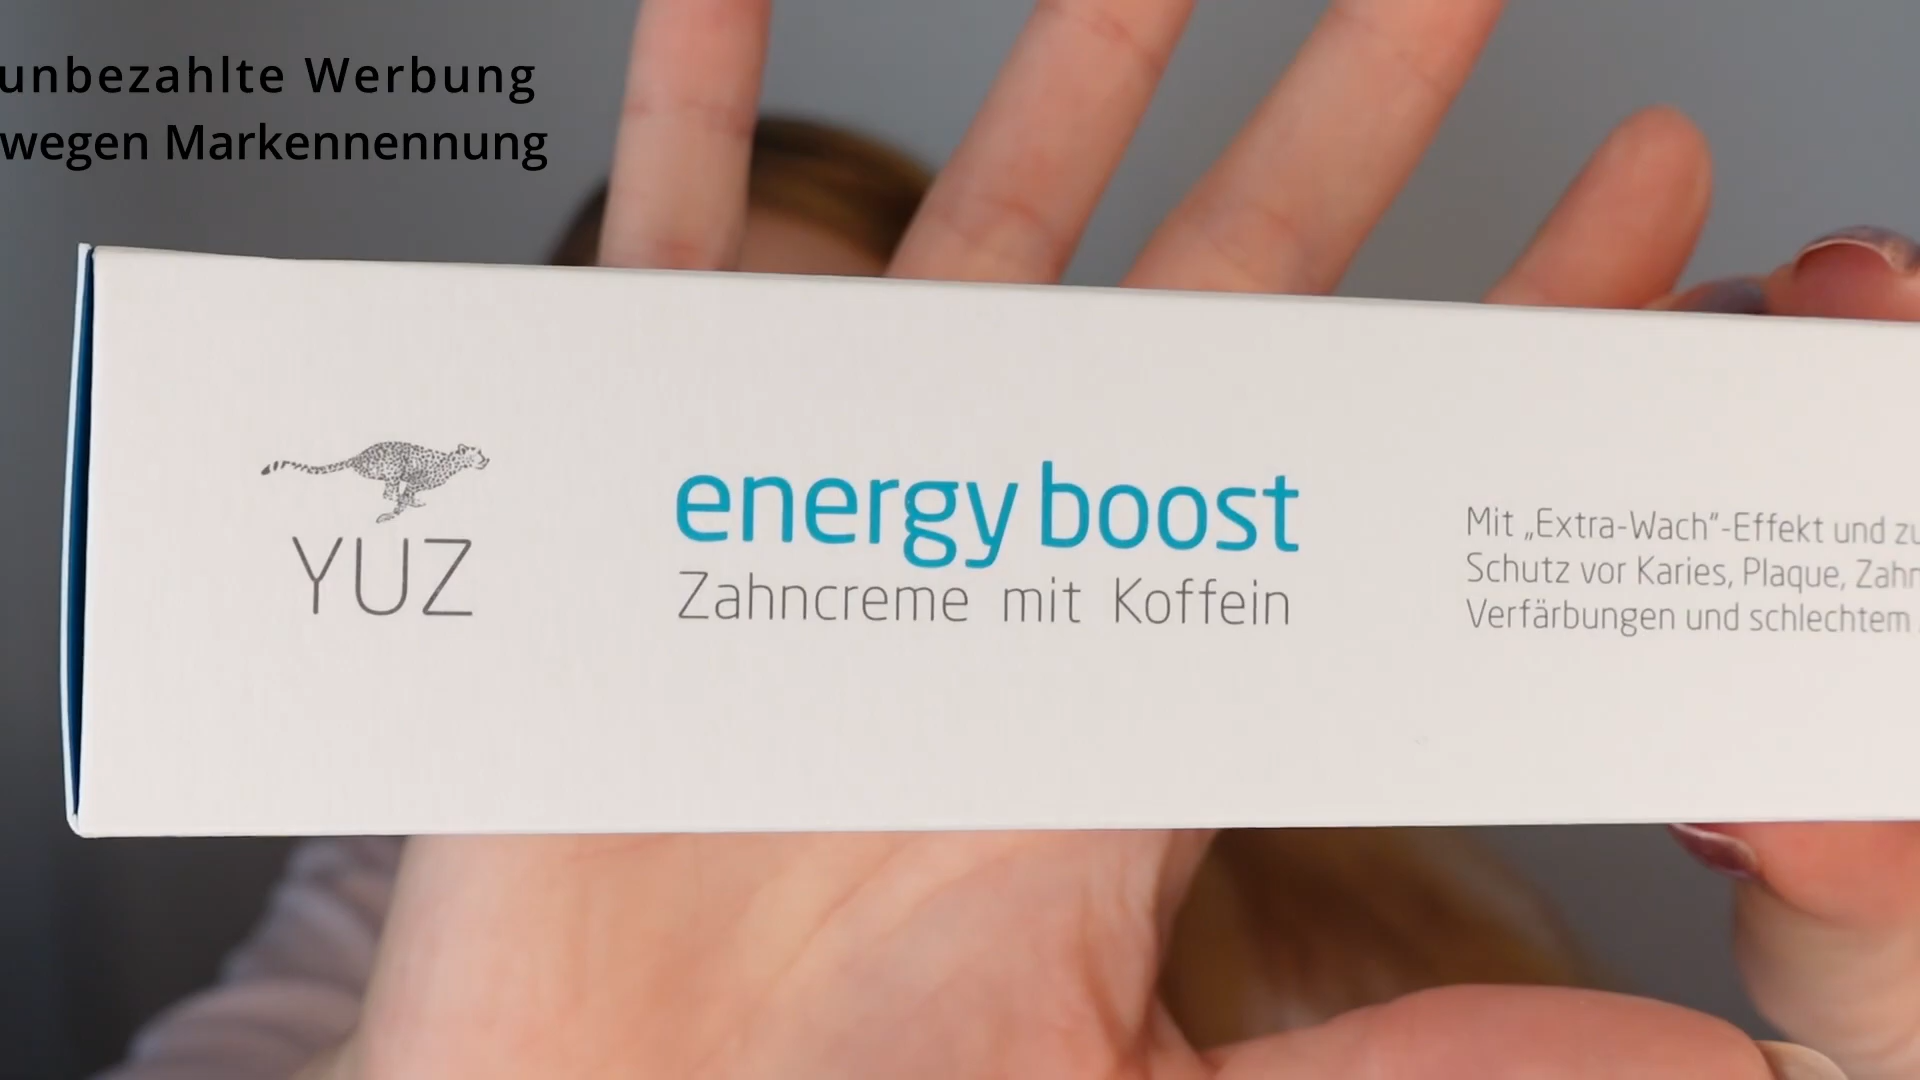 unbezahlte Werbung
wegen Markennennung
YUZ
energy boost
Zahncreme mit Koffein
Mit „Extra-Wach“-Effekt und
Schutz vor Karies, Plaque,
Verfärbungen und schlechtem